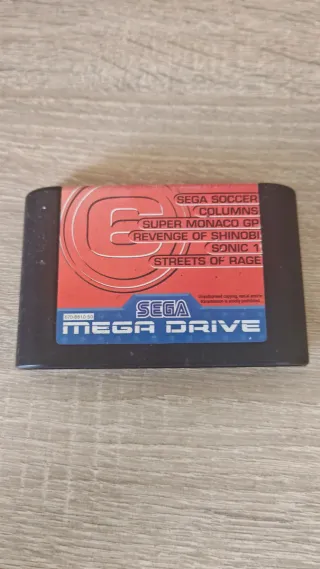 6
SEGA SOCCER
COLUMNS
SUPER MONACO GP
REVENGE OF SHINOBI
SONIC 1
STREETS OF RAGE
SEGA
MEGA DRIVE